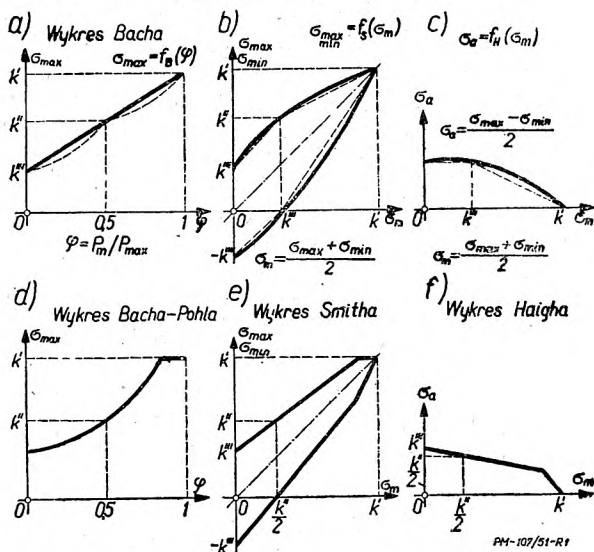 a) Wykres Bacha
σmax
σmax=fB(φ)
k'
k''
k'''
0
0,5
1
φ
φ=Pm/Pmax
b)
σmax
σmin
σmax min=fS(σm)
k'
k''
k'''
0
-k'''
k'''
k'
σm
σm=σmax+σmin/2
c)
σa=fH(σm)
σa
σa=σmax-σmin/2
0
k'''
k'
σm
σm=σmax+σmin/2
d) Wykres Bacha-Pohla
σmax
k'
k''
0
0,5
1
φ
e) Wykres Smitha
σmax
σmin
k'
k''
k'''
0
-k'''
k''/2
k'
σm
f) Wykres Haigha
σa
k'''
k''/2
0
k''/2
k'
σm
PM-107/51-R1